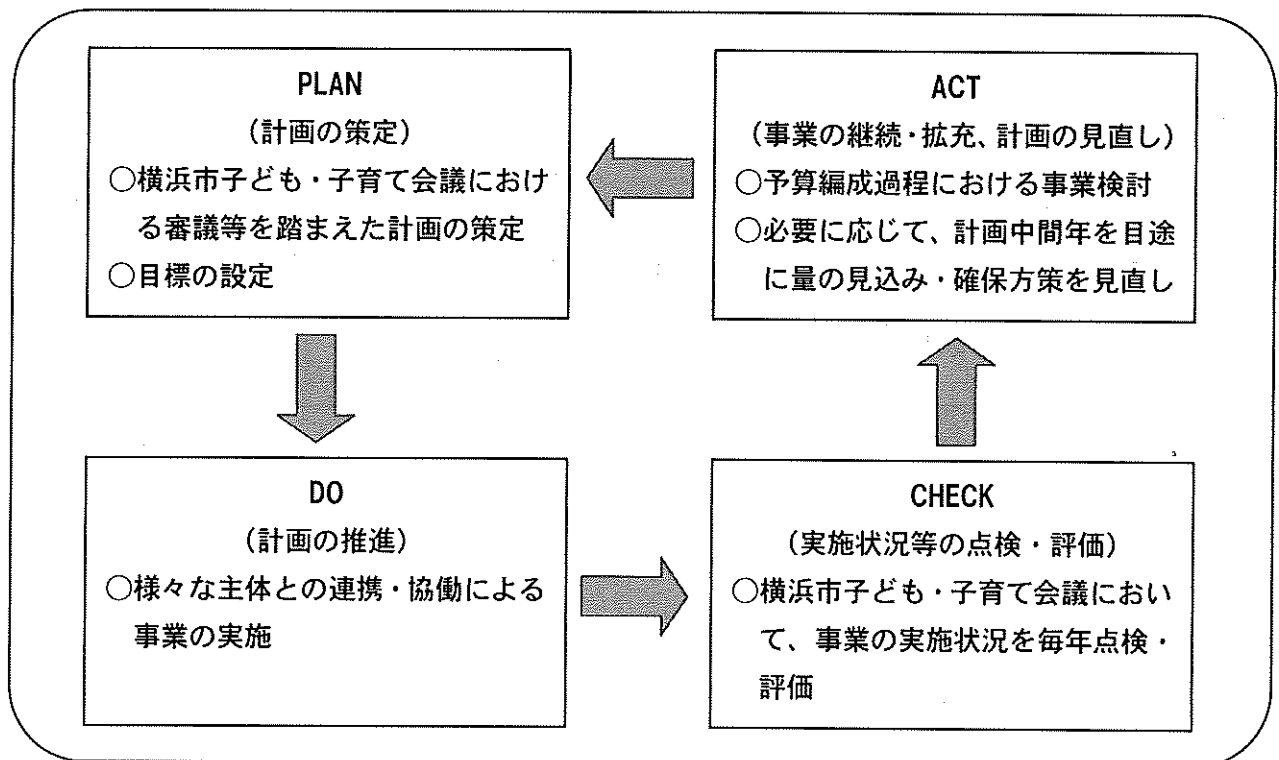 PLAN
(計画の策定)
○横浜市子ども・子育て会議におけ
る審議等を踏まえた計画の策定
○目標の設定
ACT
(事業の継続・拡充、計画の見直し)
○予算編成過程における事業検討
○必要に応じて、計画中間年を目途
に量の見込み・確保方策を見直し
DO
(計画の推進)
○様々な主体との連携・協働による
事業の実施
CHECK
(実施状況等の点検・評価)
○横浜市子ども・子育て会議におい
て、事業の実施状況を毎年点検・
評価